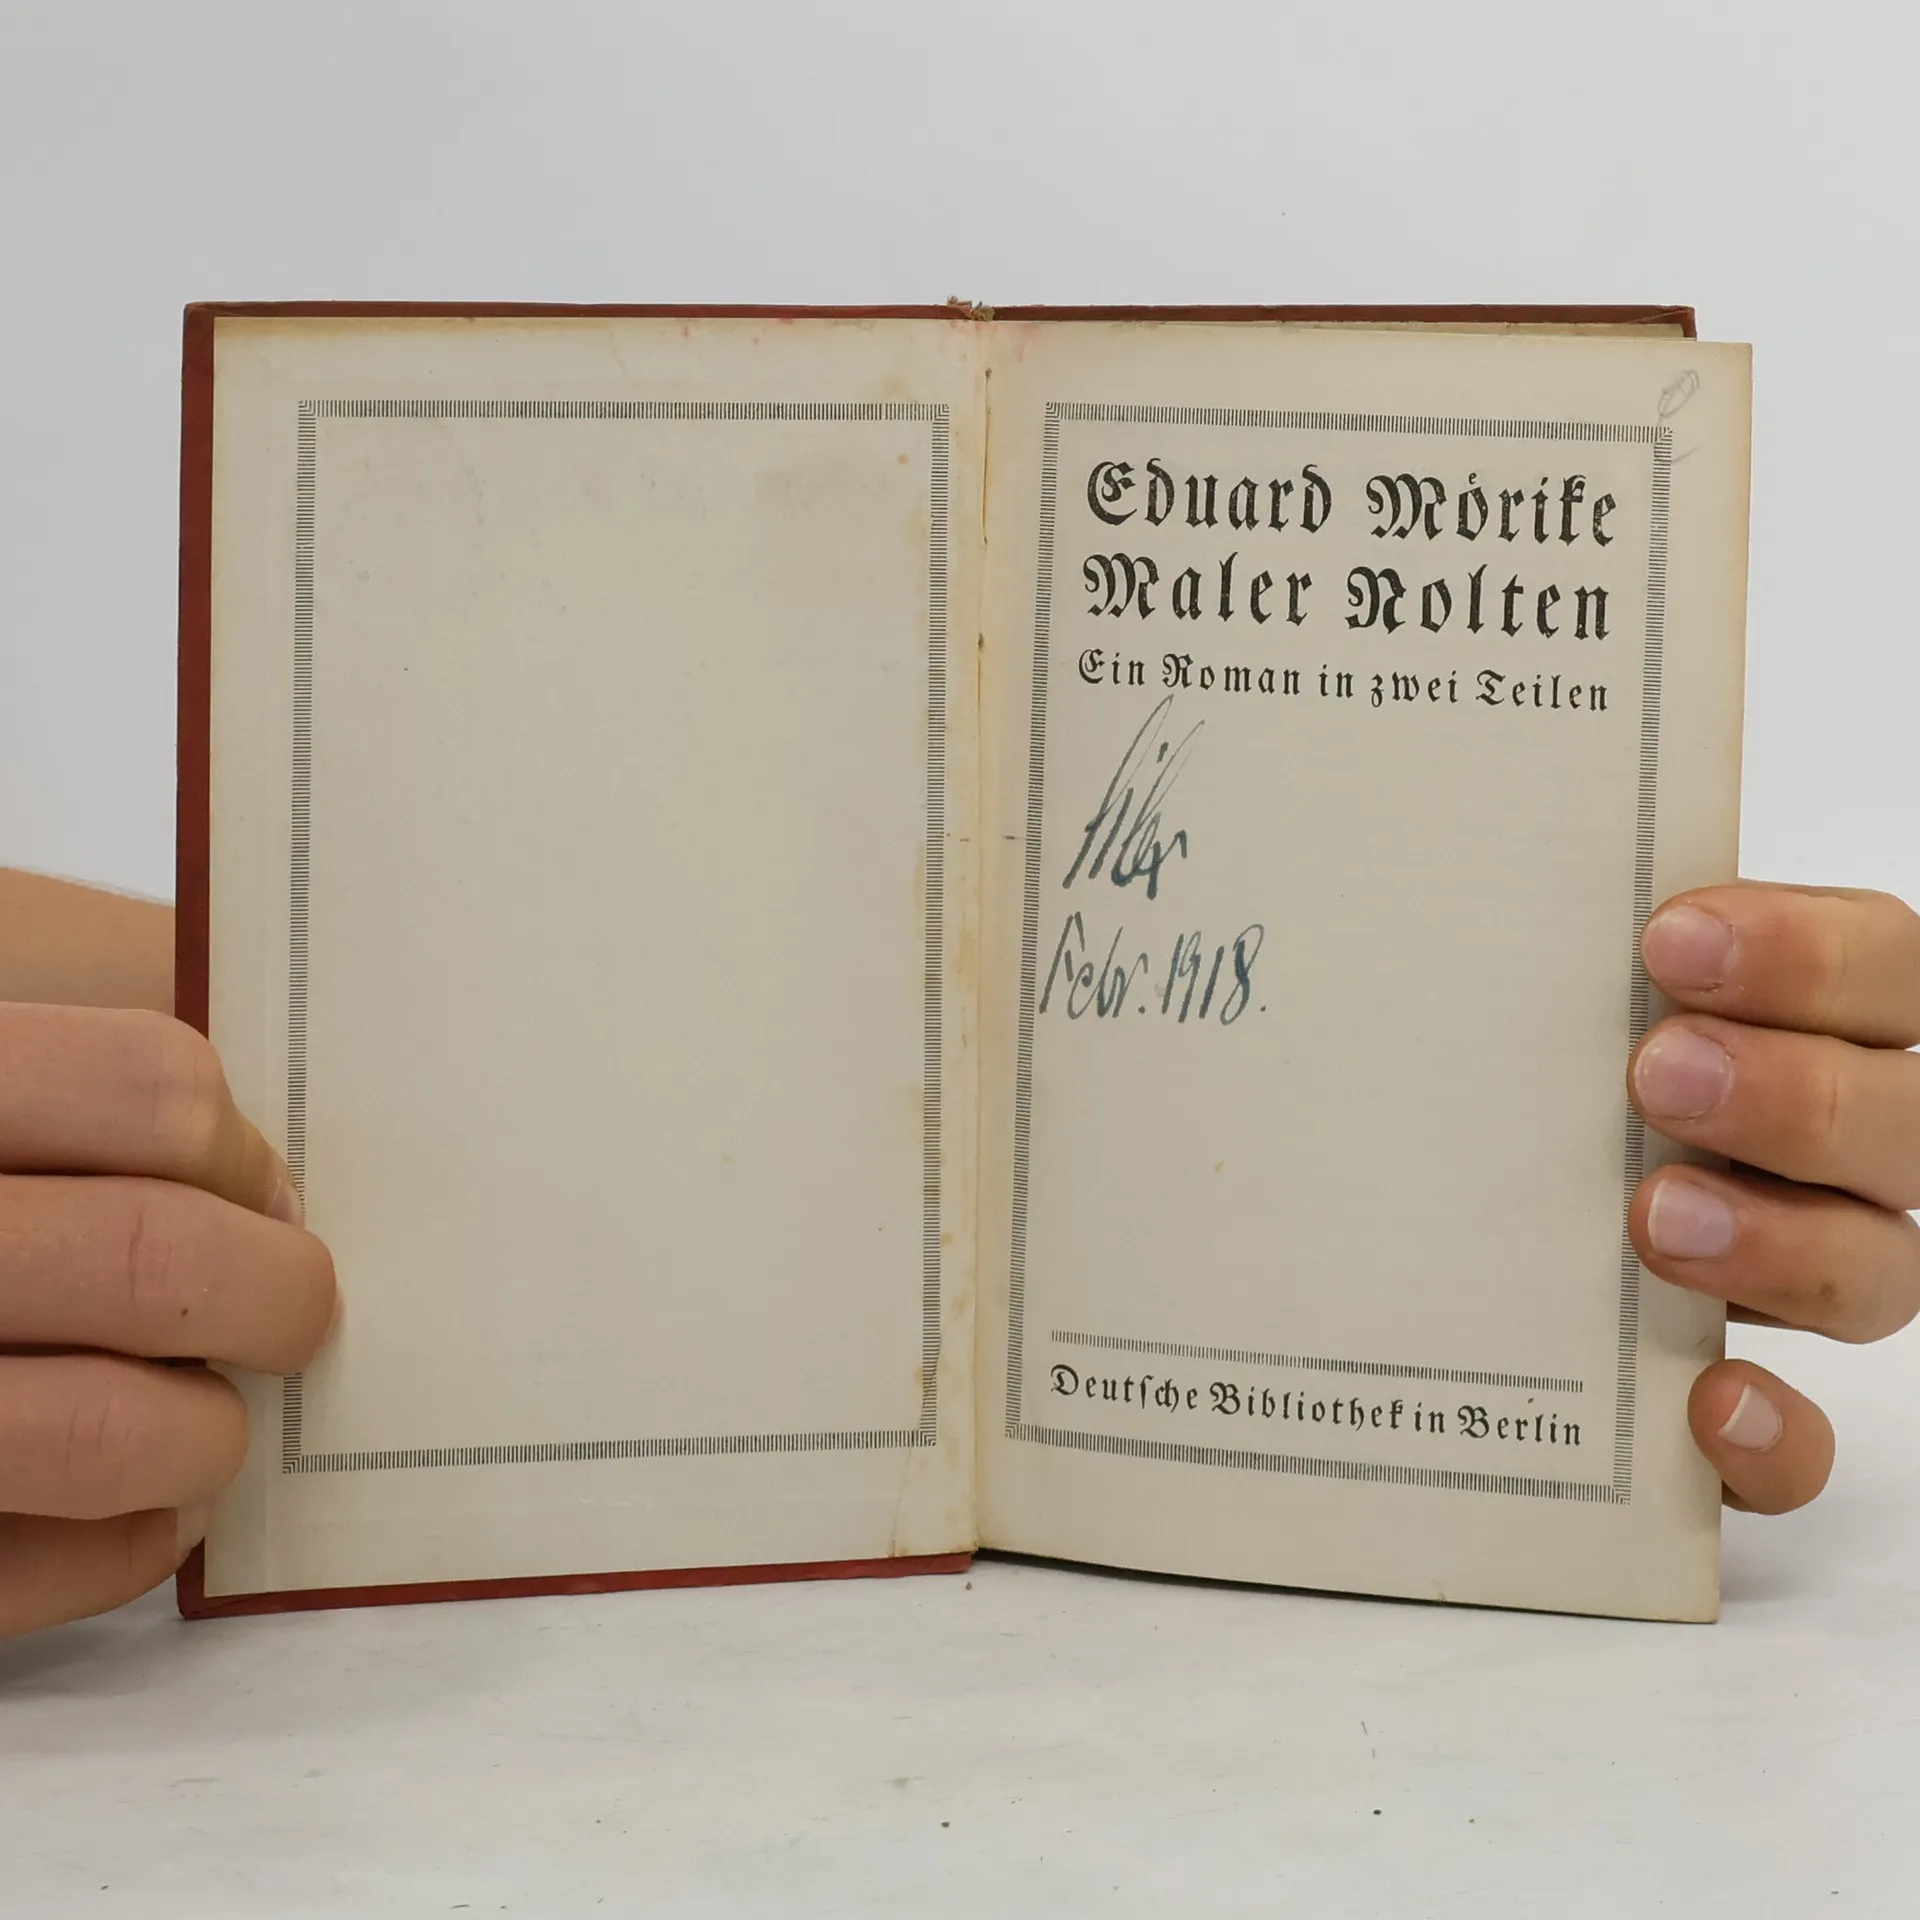 Eduard Mörike
Maler Nolten
Ein Roman in zwei Teilen
Febr. 1918.
Deutsche Bibliothek in Berlin